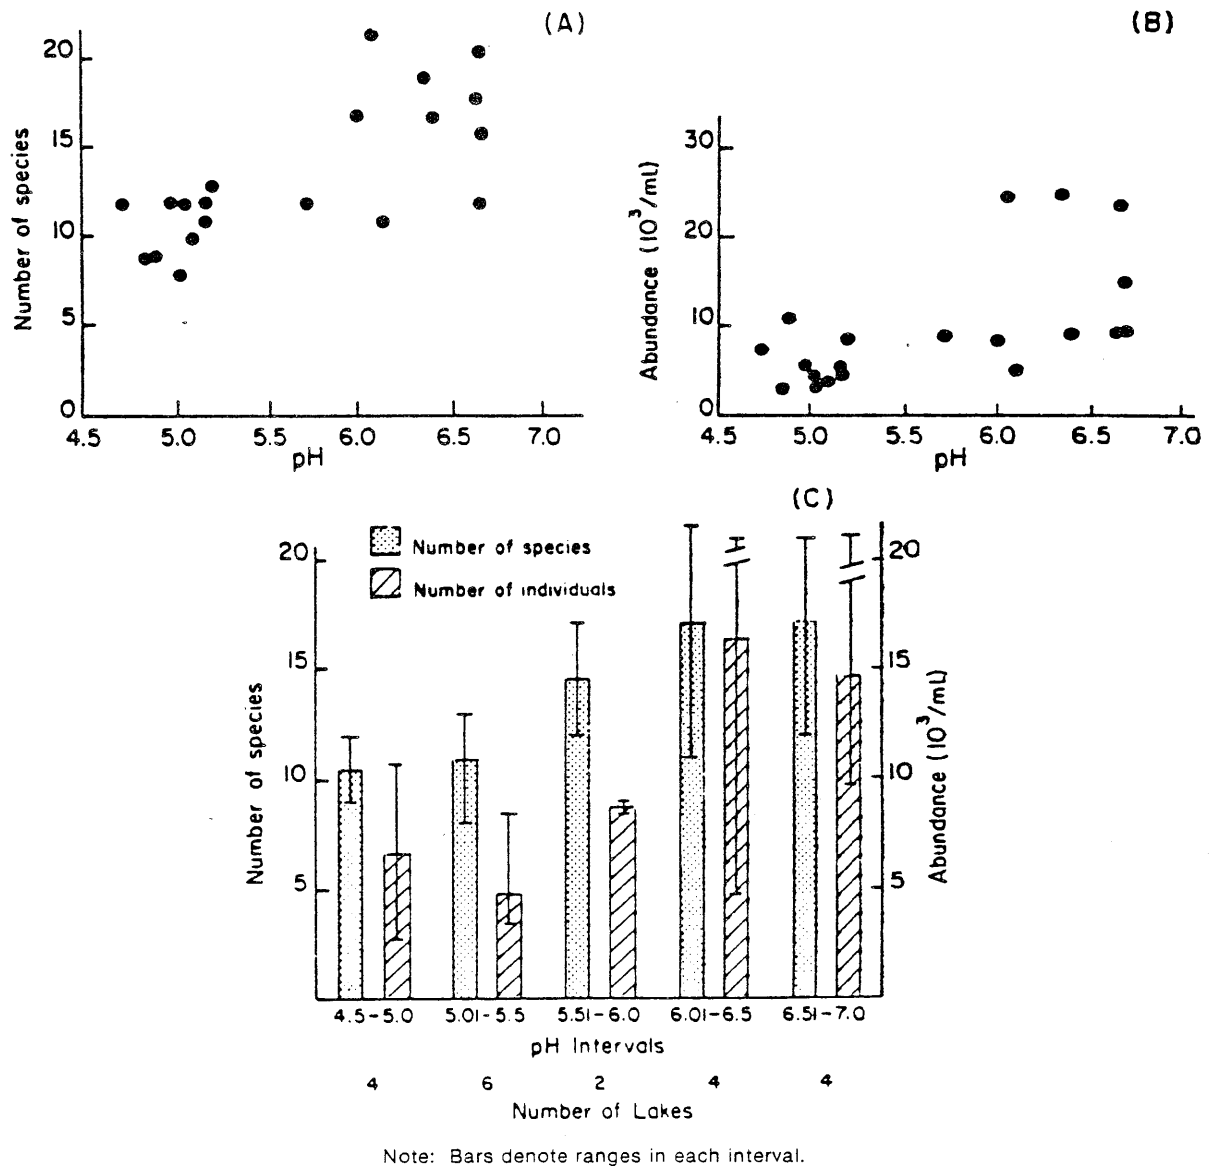 (A)
20
15
10
5
0
Number of species
4.5 5.0 5.5 6.0 6.5 7.0
pH
(B)
30
20
10
0
Abundance (10³/mL)
4.5 5.0 5.5 6.0 6.5 7.0
pH
(C)
Number of species
Number of individuals
20
15
10
5
Number of species
20
15
10
5
Abundance (10³/mL)
4.5-5.0 5.01-5.5 5.51-6.0 6.01-6.5 6.51-7.0
pH Intervals
4 6 2 4 4
Number of Lakes
Note: Bars denote ranges in each interval.